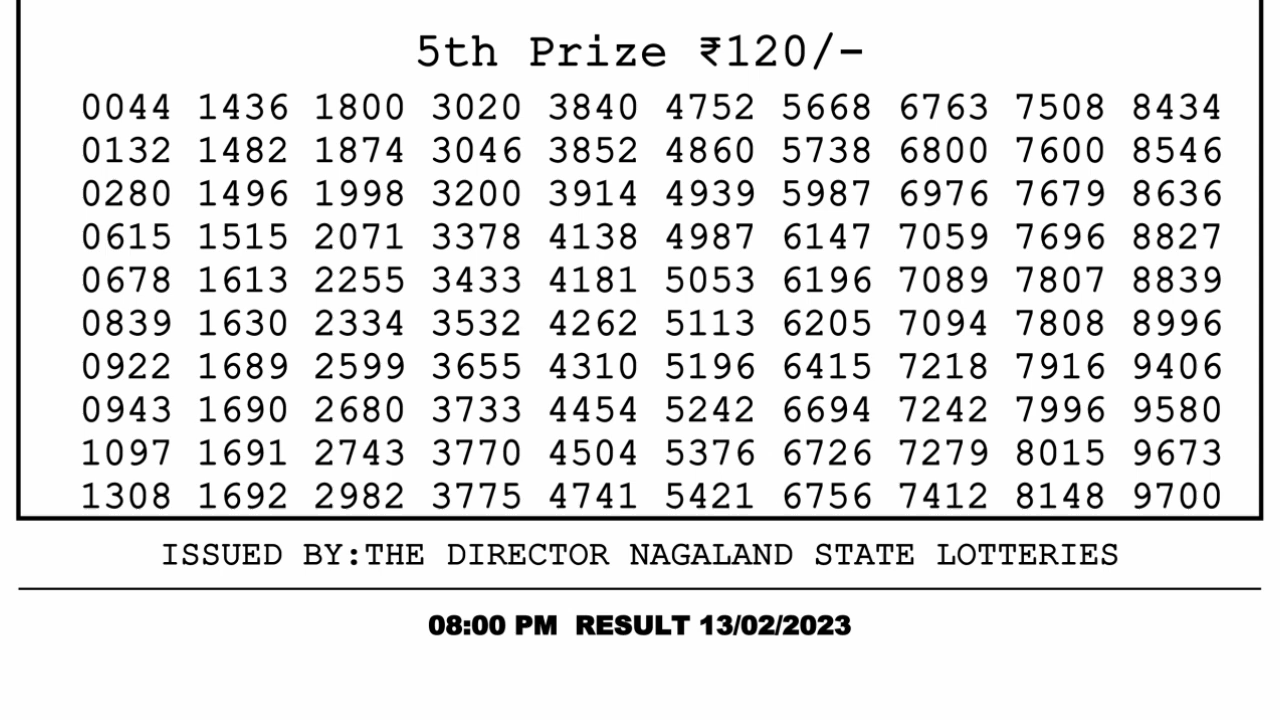 5th Prize ₹120/-
0044 1436 1800 3020 3840 4752 5668 6763 7508 8434
0132 1482 1874 3046 3852 4860 5738 6800 7600 8546
0280 1496 1998 3200 3914 4939 5987 6976 7679 8636
0615 1515 2071 3378 4138 4987 6147 7059 7696 8827
0678 1613 2255 3433 4181 5053 6196 7089 7807 8839
0839 1630 2334 3532 4262 5113 6205 7094 7808 8996
0922 1689 2599 3655 4310 5196 6415 7218 7916 9406
0943 1690 2680 3733 4454 5242 6694 7242 7996 9580
1097 1691 2743 3770 4504 5376 6726 7279 8015 9673
1308 1692 2982 3775 4741 5421 6756 7412 8148 9700
ISSUED BY:THE DIRECTOR NAGALAND STATE LOTTERIES
08:00 PM RESULT 13/02/2023